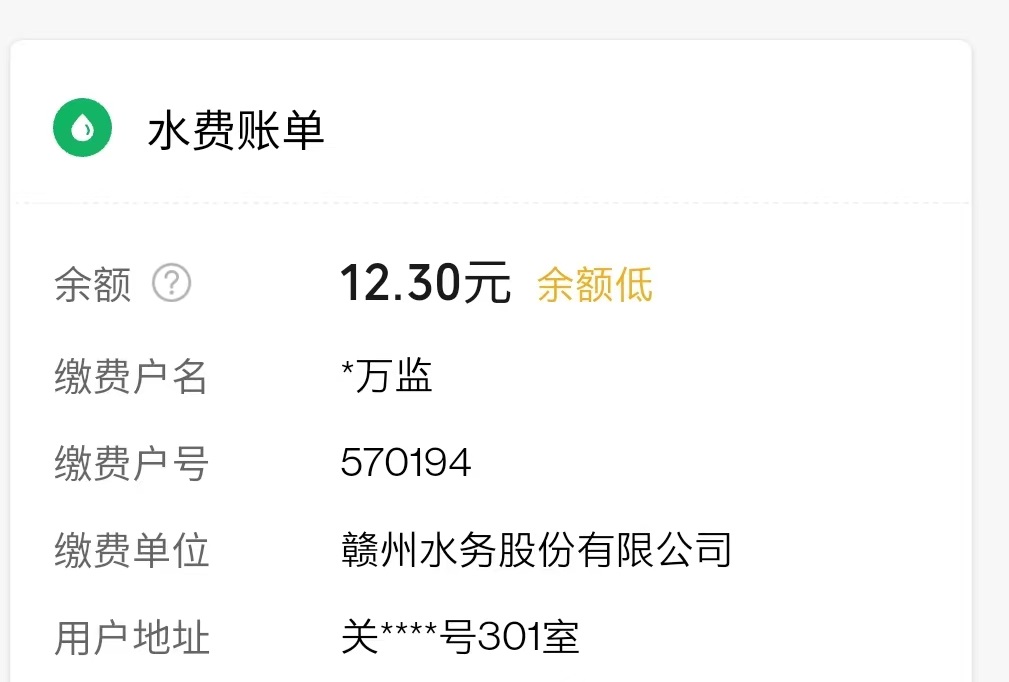 水费账单
余额 ? 12.30元 余额低
缴费户名 *万监
缴费户号 570194
缴费单位 赣州水务股份有限公司
用户地址 关****号301室